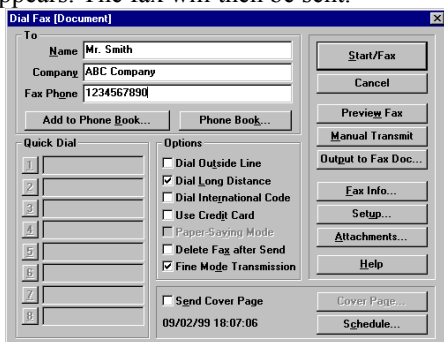 appears. The fax will then be sent.
Dial Fax [Document]
To
Name Mr. Smith
Company ABC Company
Fax Phone 1234567890
Add to Phone Book... Phone Book...
Start/Fax
Cancel
Preview Fax
Manual Transmit
Output to Fax Doc...
Fax Info...
Setup...
Attachments...
Help
Quick Dial
1
2
3
4
5
6
7
8
Options
Dial Outside Line
Dial Long Distance
Dial International Code
Use Credit Card
Paper-Saving Mode
Delete Fax after Send
Fine Mode Transmission
Send Cover Page
09/02/99 18:07:06
Cover Page...
Schedule...